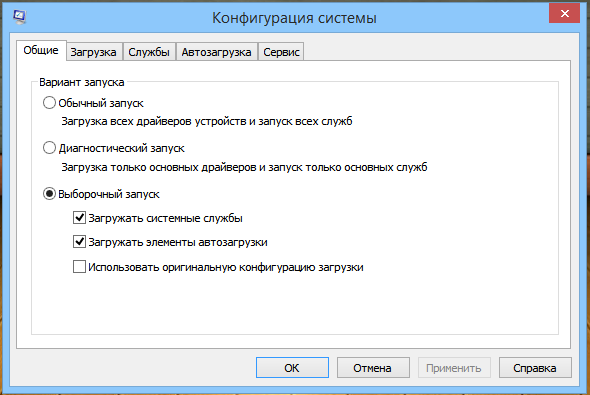 Конфигурация системы
Общие Загрузка Службы Автозагрузка Сервис
Вариант запуска
Обычный запуск
Загрузка всех драйверов устройств и запуск всех служб
Диагностический запуск
Загрузка только основных драйверов и запуск только основных служб
Выборочный запуск
Загружать системные службы
Загружать элементы автозагрузки
Использовать оригинальную конфигурацию загрузки
ОК Отмена Применить Справка